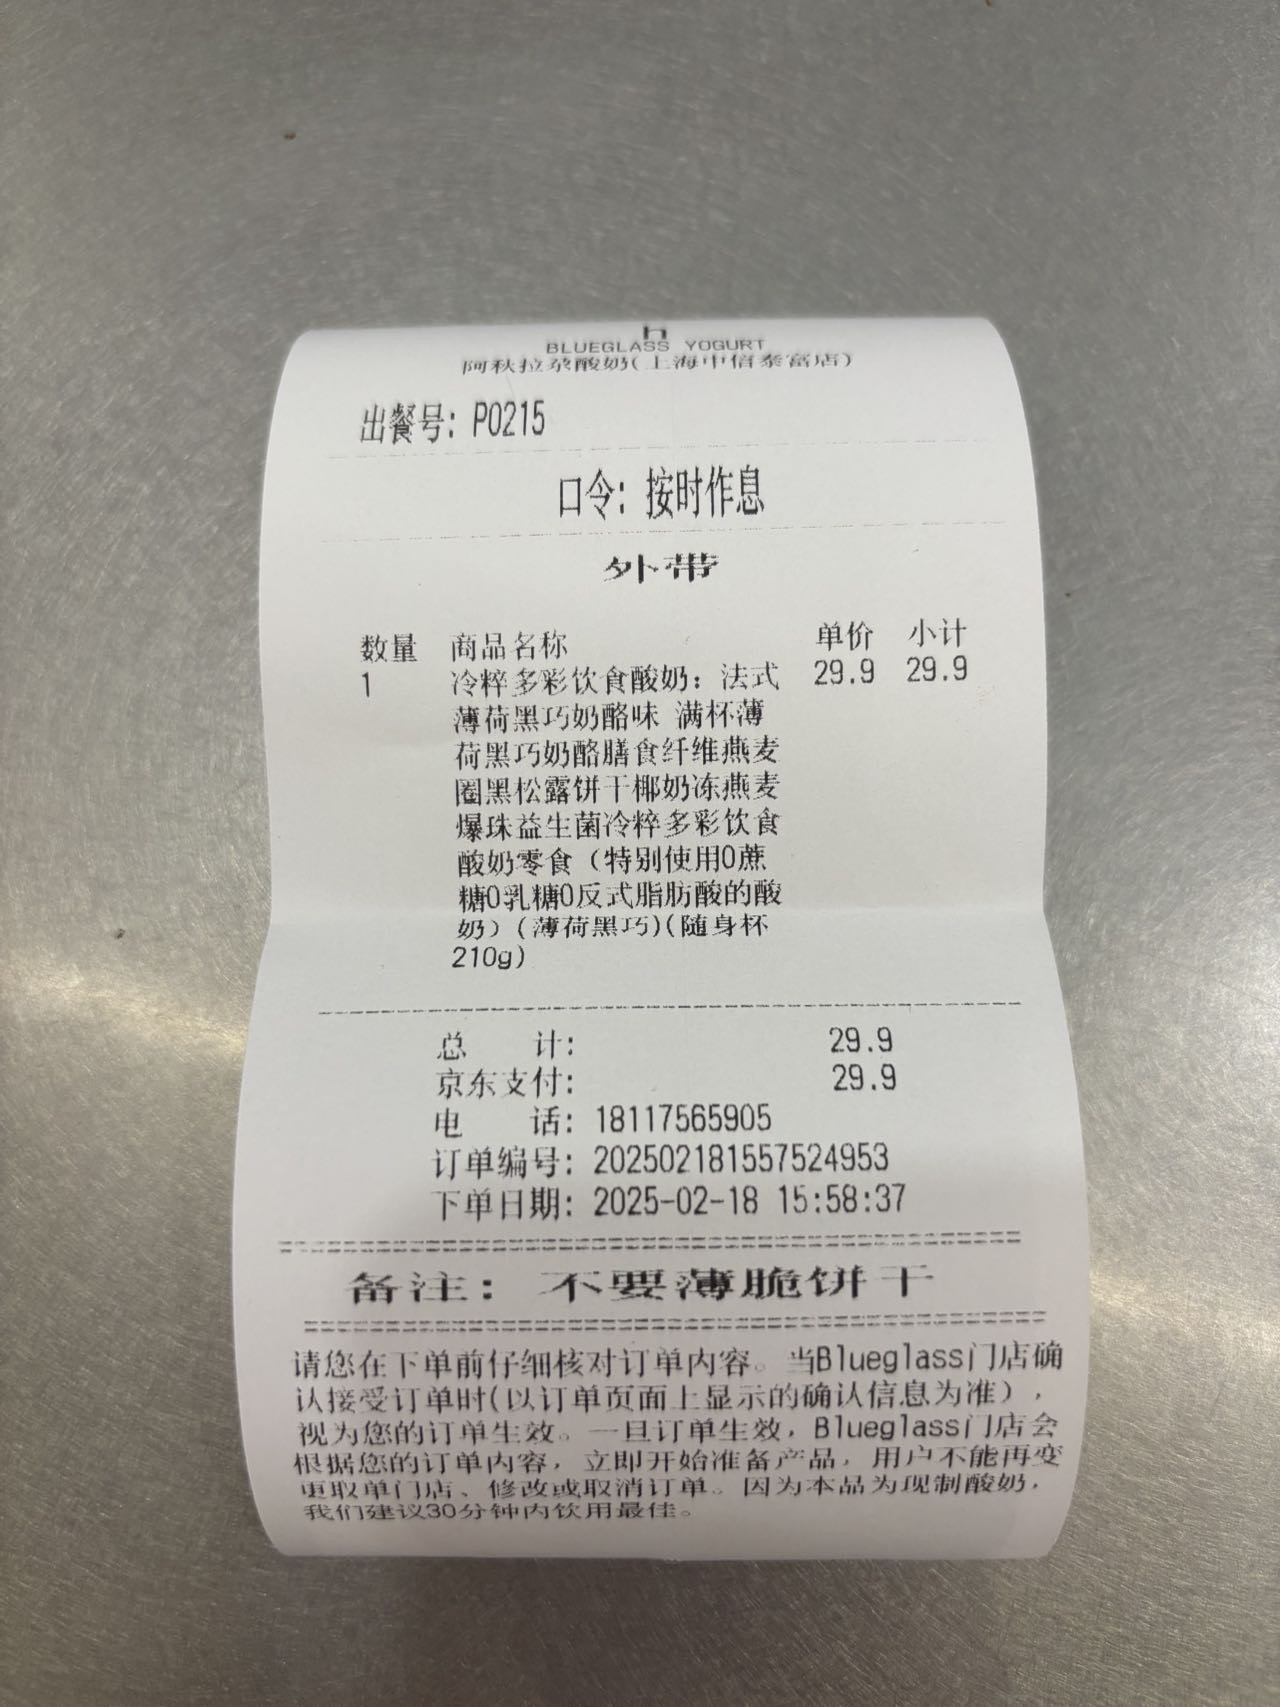 BLUEGLASS YOGURT
阿秋拉尕酸奶(上海中信泰富店)
出餐号: P0215
口令: 按时作息
外带
数量 商品名称 单价 小计
1 冷粹多彩饮食酸奶: 法式 29.9 29.9
薄荷黑巧奶酪味 满杯薄
荷黑巧奶酪膳食纤维燕麦
圈黑松露饼干椰奶冻燕麦
爆珠益生菌冷粹多彩饮食
酸奶零食（特别使用0蔗
糖0乳糖0反式脂肪酸的酸
奶）(薄荷黑巧)(随身杯
210g)
总 计: 29.9
京东支付: 29.9
电 话: 18117565905
订单编号: 202502181557524953
下单日期: 2025-02-18 15:58:37
备注: 不要薄脆饼干
请您在下单前仔细核对订单内容。当Blueglass门店确
认接受订单时(以订单页面上显示的确认信息为准)，
视为您的订单生效。一旦订单生效，Blueglass门店会
根据您的订单内容，立即开始准备产品，用户不能再变
更取单门店、修改或取消订单。因为本品为现制酸奶，
我们建议30分钟内饮用最佳。